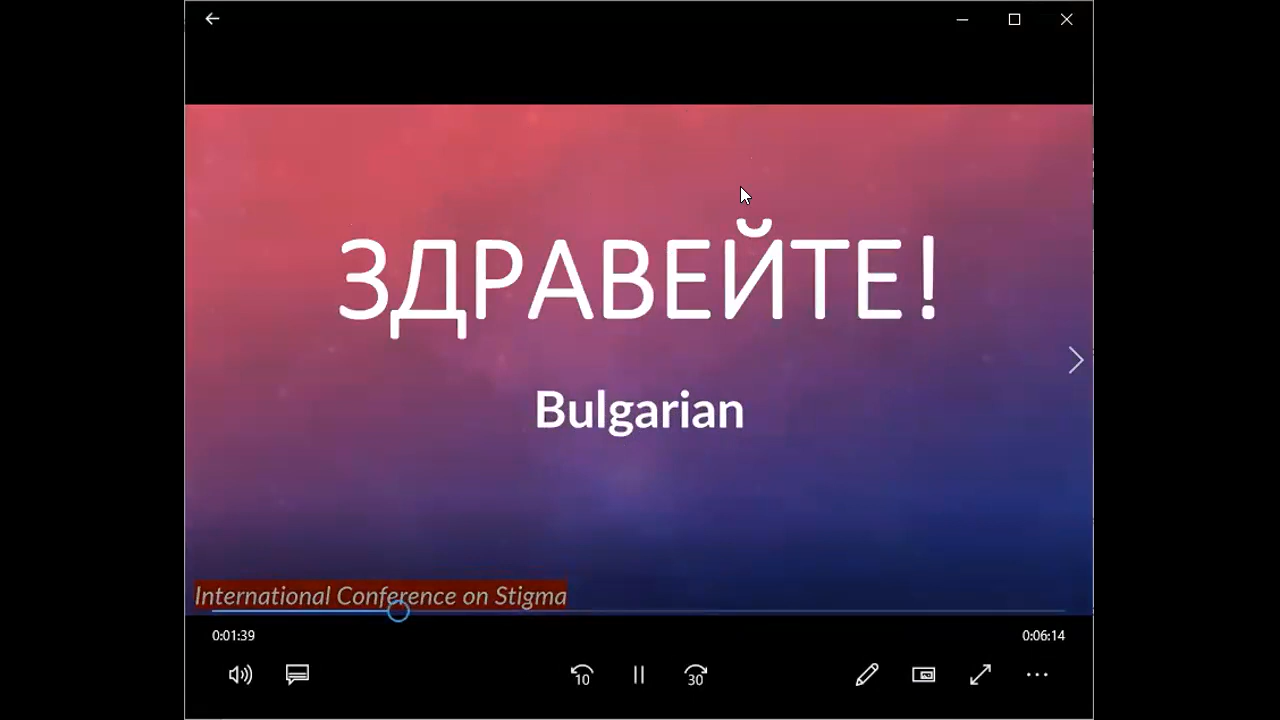 ЗДРАВЕЙТЕ!
Bulgarian
International Conference on Stigma
0:01:39
0:06:14
10
30